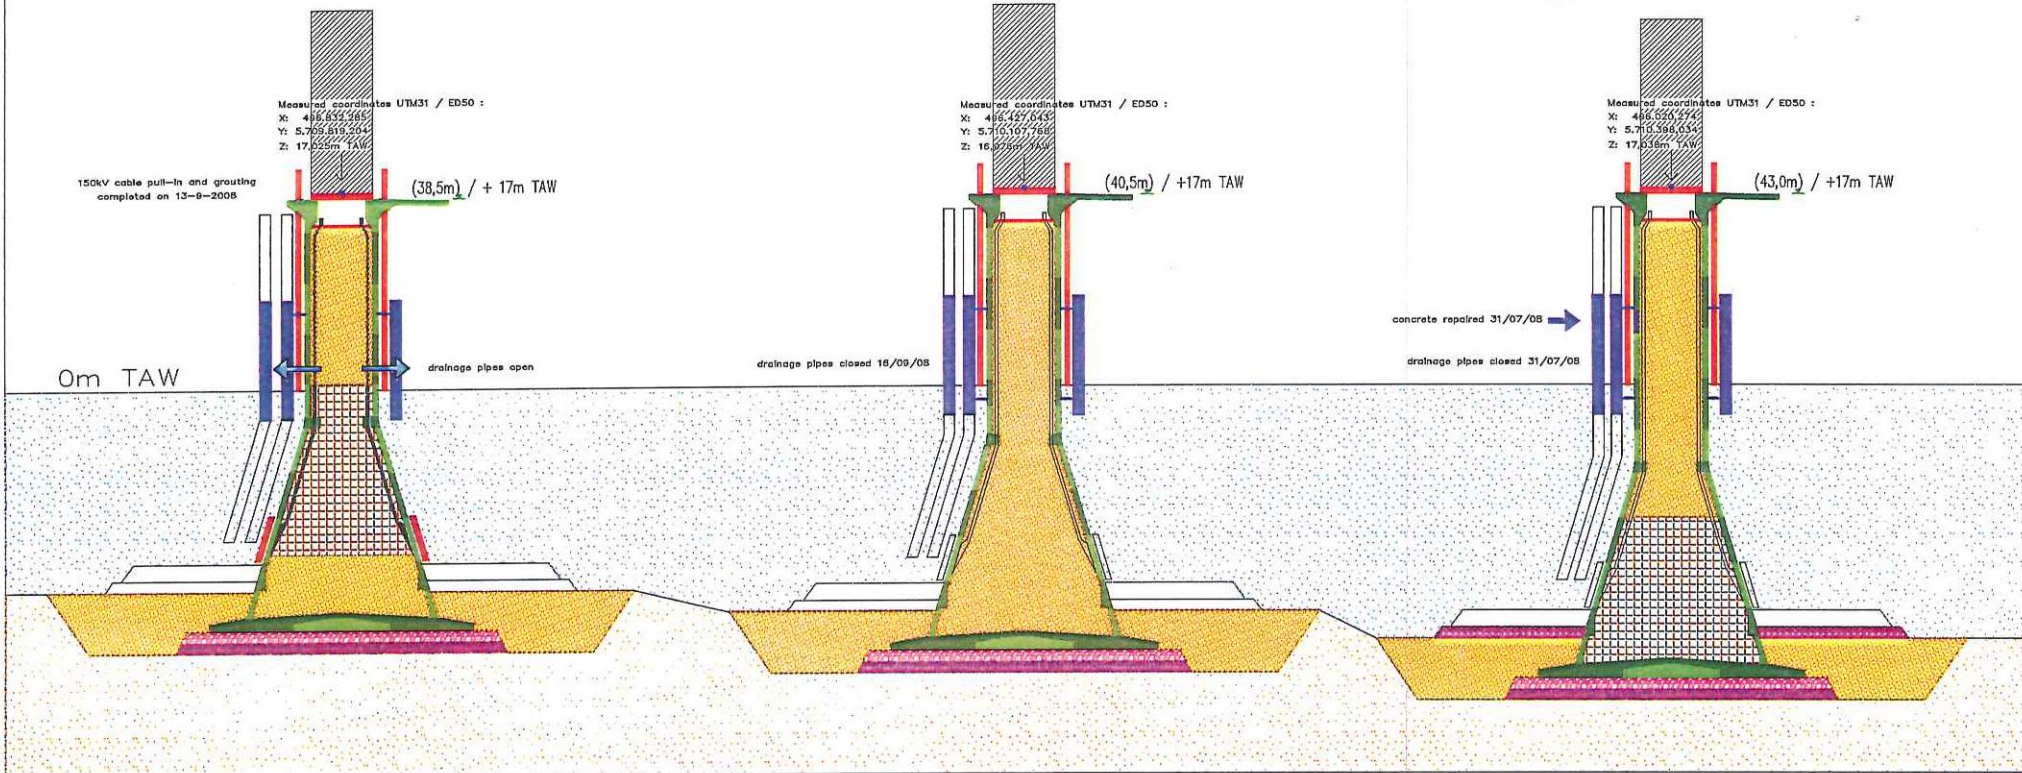 Measured coordinates UTM31 / ED50 :
X: 496.832,285
Y: 5.709.819,204
Z: 17,025m TAW
150kV cable pull-in and grouting
completed on 13-9-2008
(38,5m) / + 17m TAW
drainage pipes open
0m TAW
Measured coordinates UTM31 / ED50 :
X: 496.427,043
Y: 5.710.107,768
Z: TAW
(40,5m) / +17m TAW
drainage pipes closed 16/09/08
Measured coordinates UTM31 / ED50 :
X: 496.020,274
Y: 5.710.398,034
Z: 17,038m TAW
(43,0m) / +17m TAW
concrete repaired 31/07/08
drainage pipes closed 31/07/08